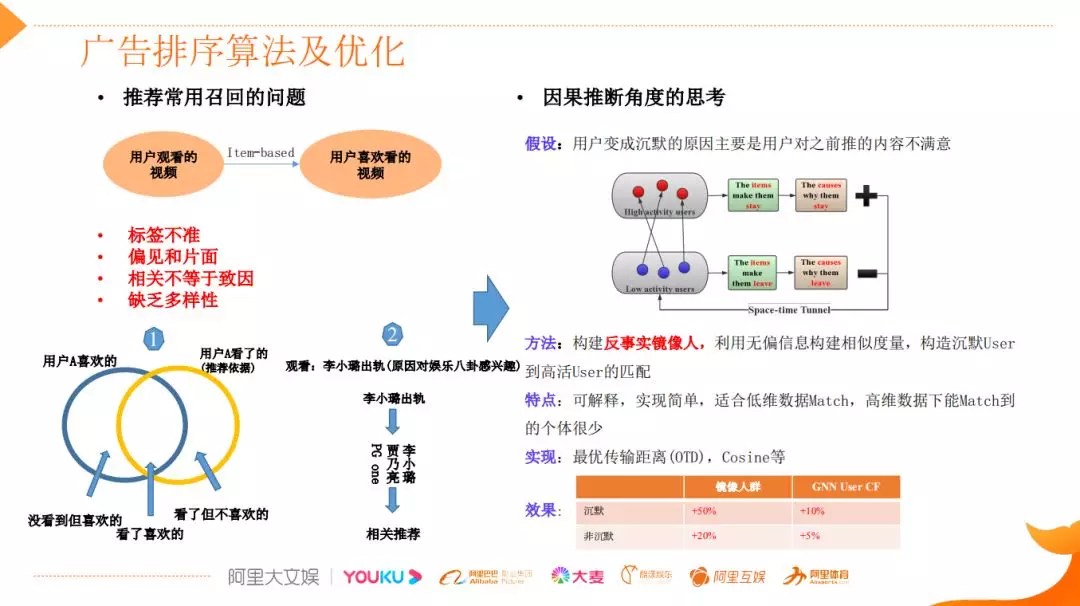 广告排序算法及优化
• 推荐常用召回的问题
用户观看的
视频
Item-based
用户喜欢看的
视频
• 标签不准
• 偏见和片面
• 相关不等于致因
• 缺乏多样性
1
用户A喜欢的
用户A看了的
(推荐依据)
没看到但喜欢的
看了喜欢的
看了但不喜欢的
2
观看：李小璐出轨(原因对娱乐八卦感兴趣)
李小璐出轨
李小璐
贾乃亮
PG one
相关推荐
• 因果推断角度的思考
假设：用户变成沉默的原因主要是用户对之前推的内容不满意
High activity users
The items
make them
stay
The causes
why them
stay
Low activity users
The items
make
them leave
The causes
why them
leave
Space-time Tunnel
方法：构建反事实镜像人，利用无偏信息构建相似度量，构造沉默User
到高活User的匹配
特点：可解释，实现简单，适合低维数据Match，高维数据下能Match到
的个体很少
实现：最优传输距离(OTD)，Cosine等
效果：
镜像人群 GNN User CF
沉默 +50% +10%
非沉默 +20% +5%
阿里大文娱 YOUKU 阿里巴巴 Alibaba Pictures 大麦 阿里互娱 阿里体育